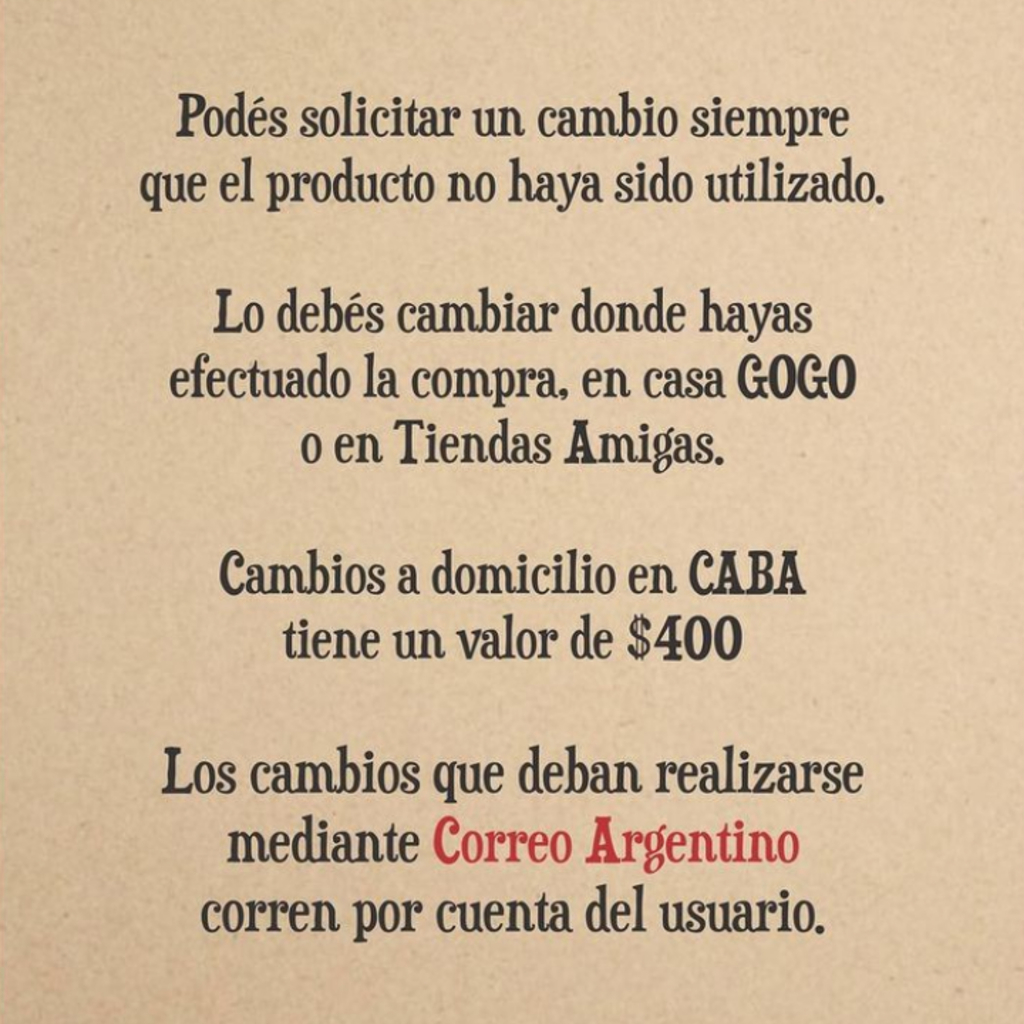 Podés solicitar un cambio siempre
que el producto no haya sido utilizado.
Lo debés cambiar donde hayas
efectuado la compra, en casa GOGO
o en Tiendas Amigas.
Cambios a domicilio en CABA
tiene un valor de $400
Los cambios que deban realizarse
mediante Correo Argentino
corren por cuenta del usuario.